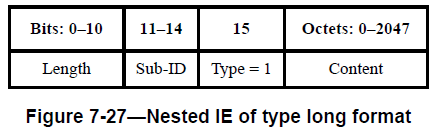 Bits: 0–10 11–14 15 Octets: 0–2047
Length Sub-ID Type = 1 Content
Figure 7-27—Nested IE of type long format